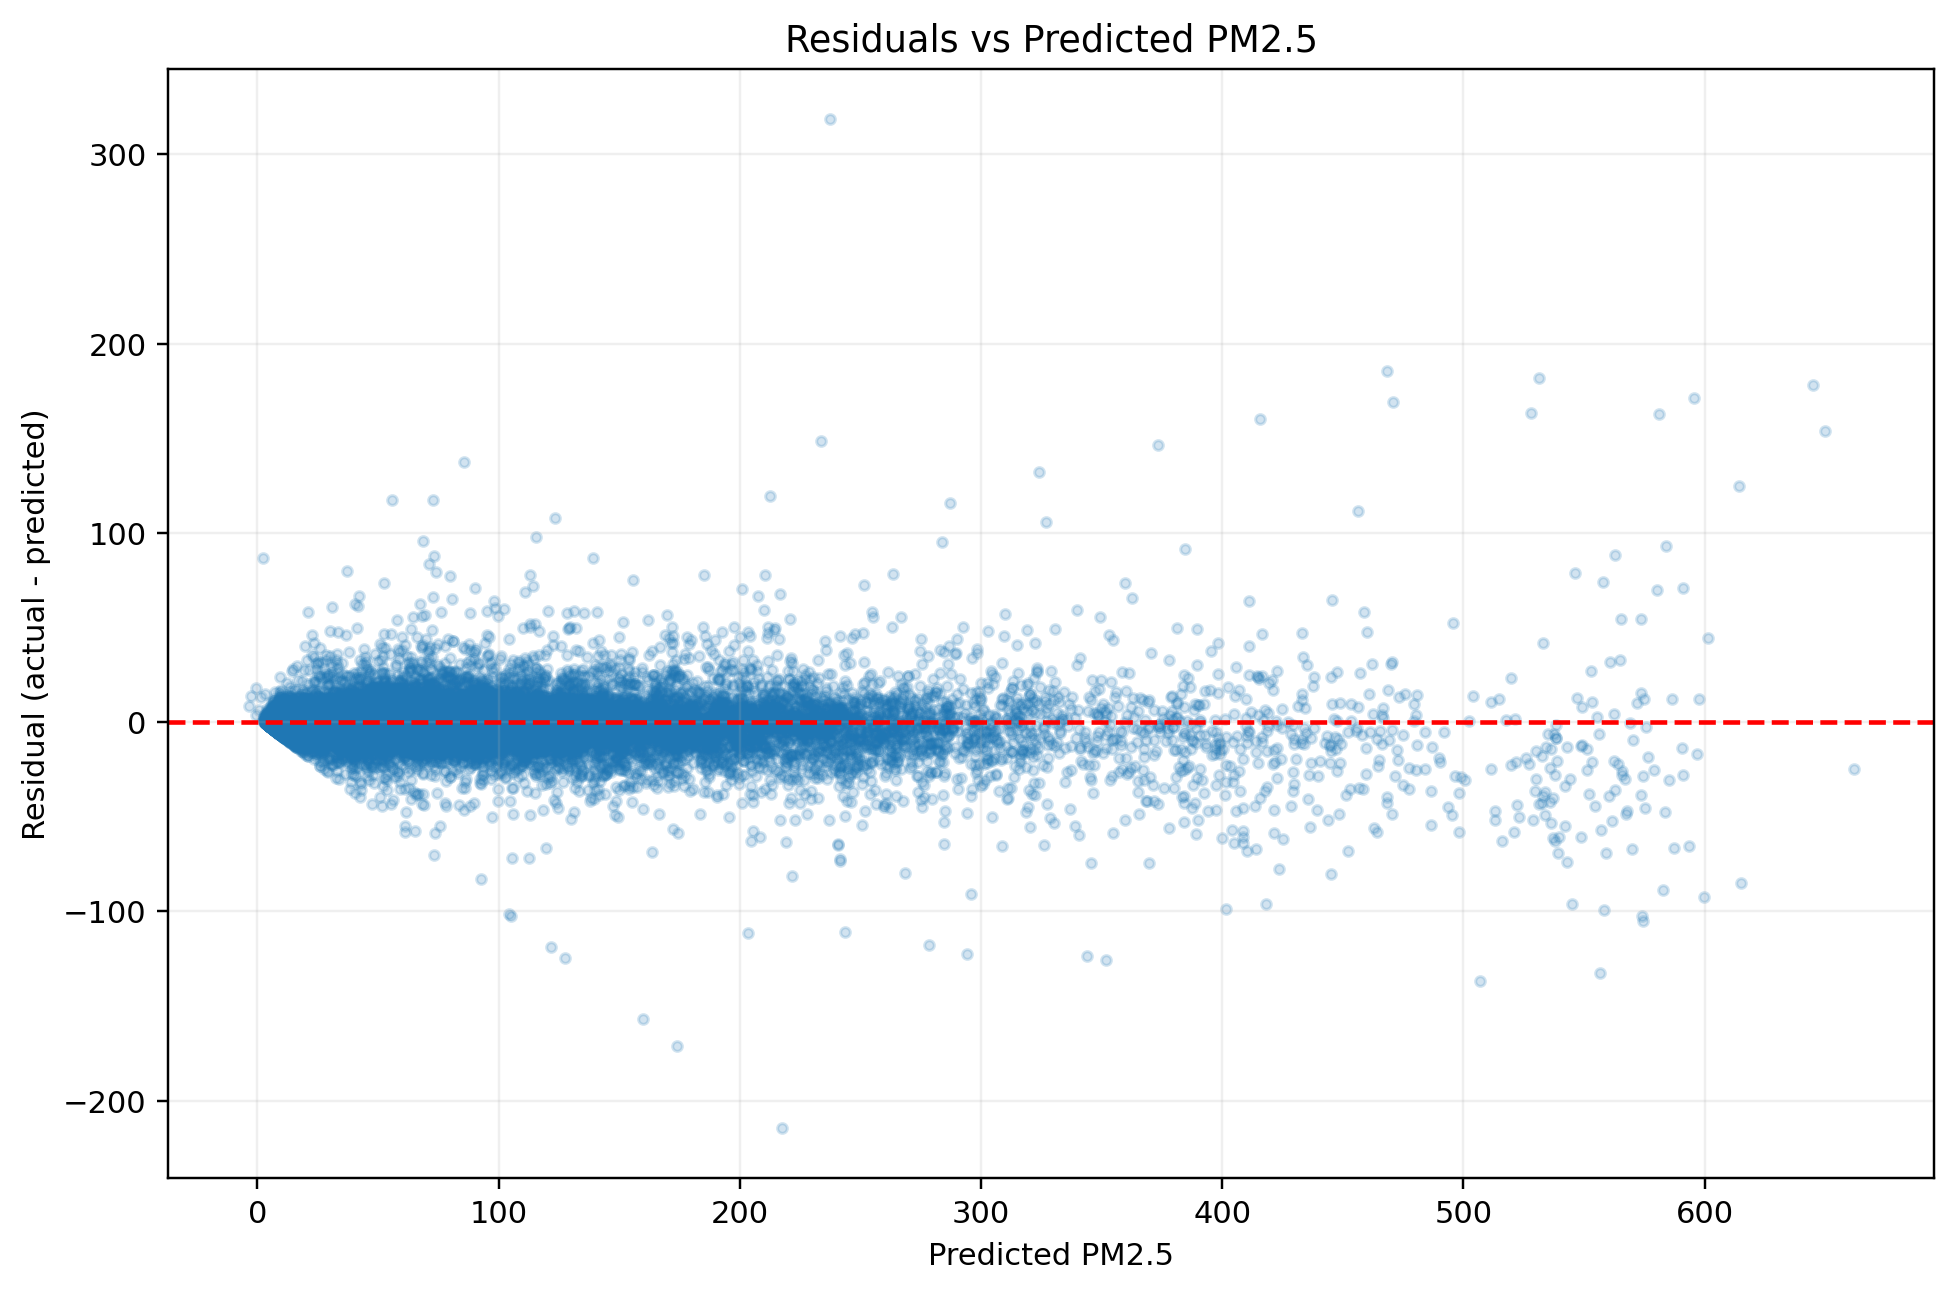 Residuals vs Predicted PM2.5
Residual (actual - predicted)
300
200
100
0
−100
−200
0 100 200 300 400 500 600
Predicted PM2.5